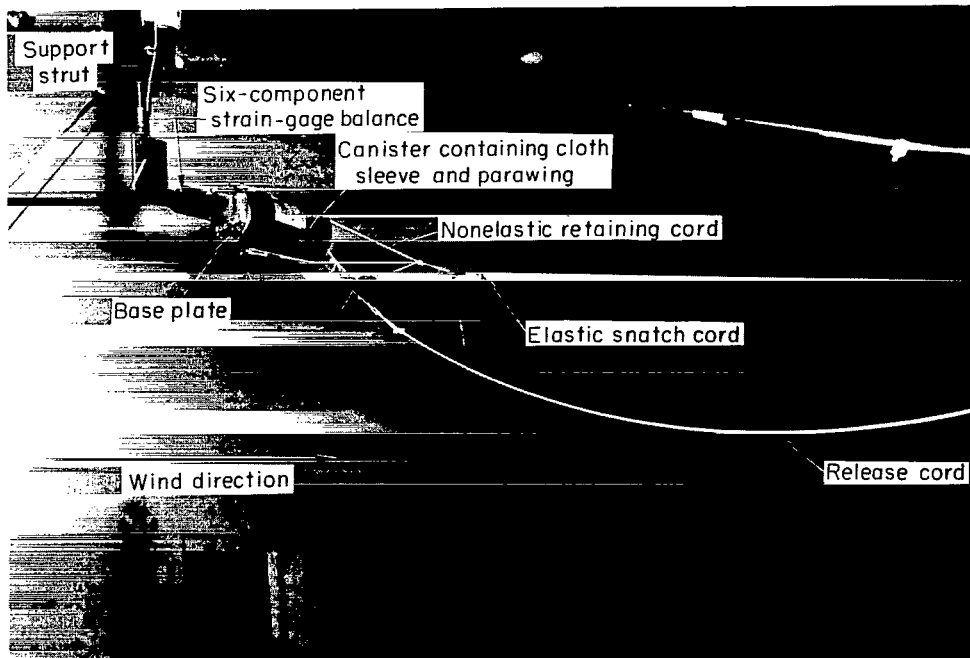 Support
strut
Six-component
strain-gage balance
Canister containing cloth
sleeve and parawing
Nonelastic retaining cord
Base plate
Elastic snatch cord
Release cord
Wind direction